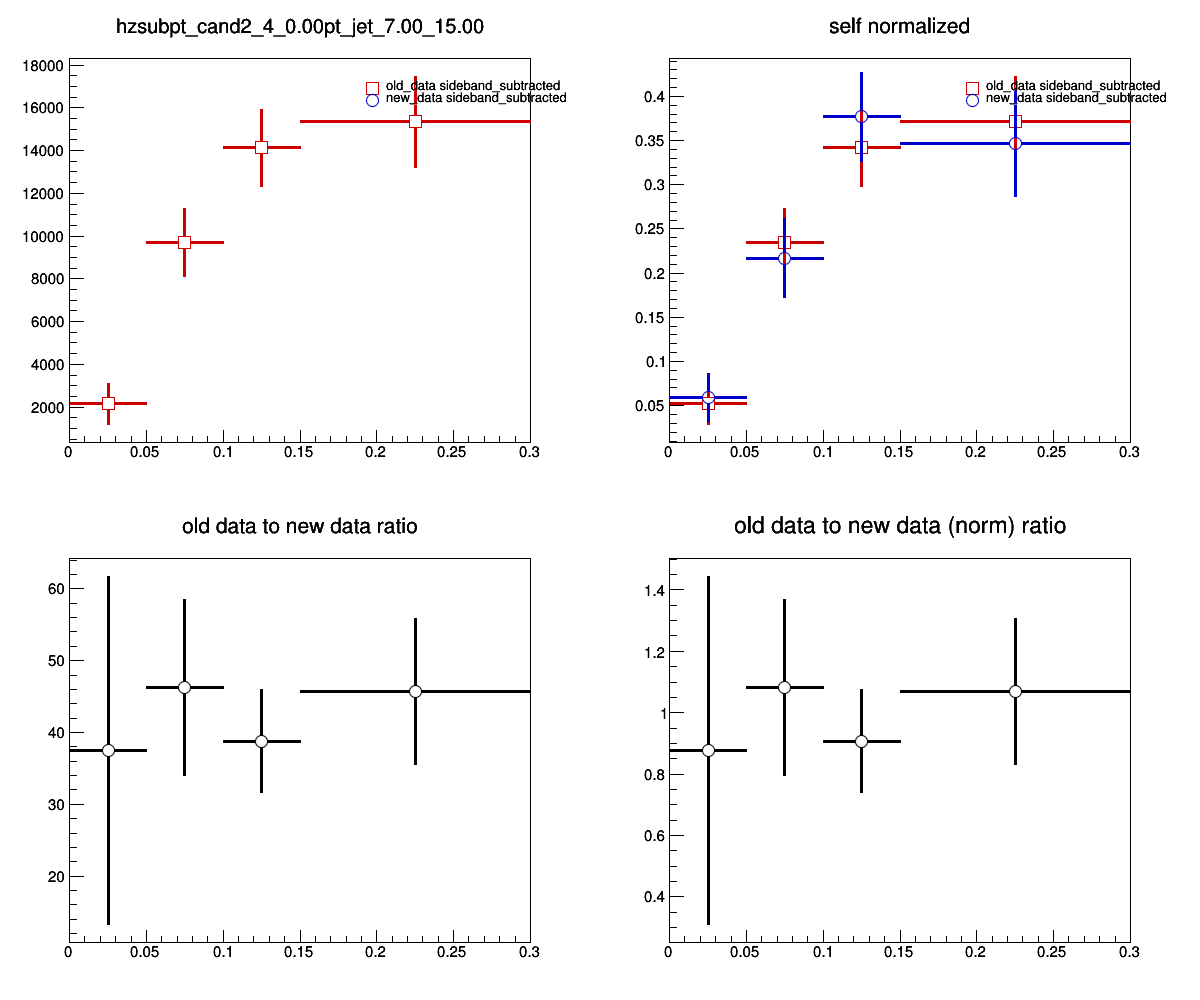 hzsubpt_cand2_4_0.00pt_jet_7.00_15.00
18000
16000
14000
12000
10000
8000
6000
4000
2000
old_data sideband_subtracted
new_data sideband_subtracted
0 0.05 0.1 0.15 0.2 0.25 0.3
self normalized
0.4
0.35
0.3
0.25
0.2
0.15
0.1
0.05
old_data sideband_subtracted
new_data sideband_subtracted
0 0.05 0.1 0.15 0.2 0.25 0.3
old data to new data ratio
60
50
40
30
20
0 0.05 0.1 0.15 0.2 0.25 0.3
old data to new data (norm) ratio
1.4
1.2
1
0.8
0.6
0.4
0 0.05 0.1 0.15 0.2 0.25 0.3